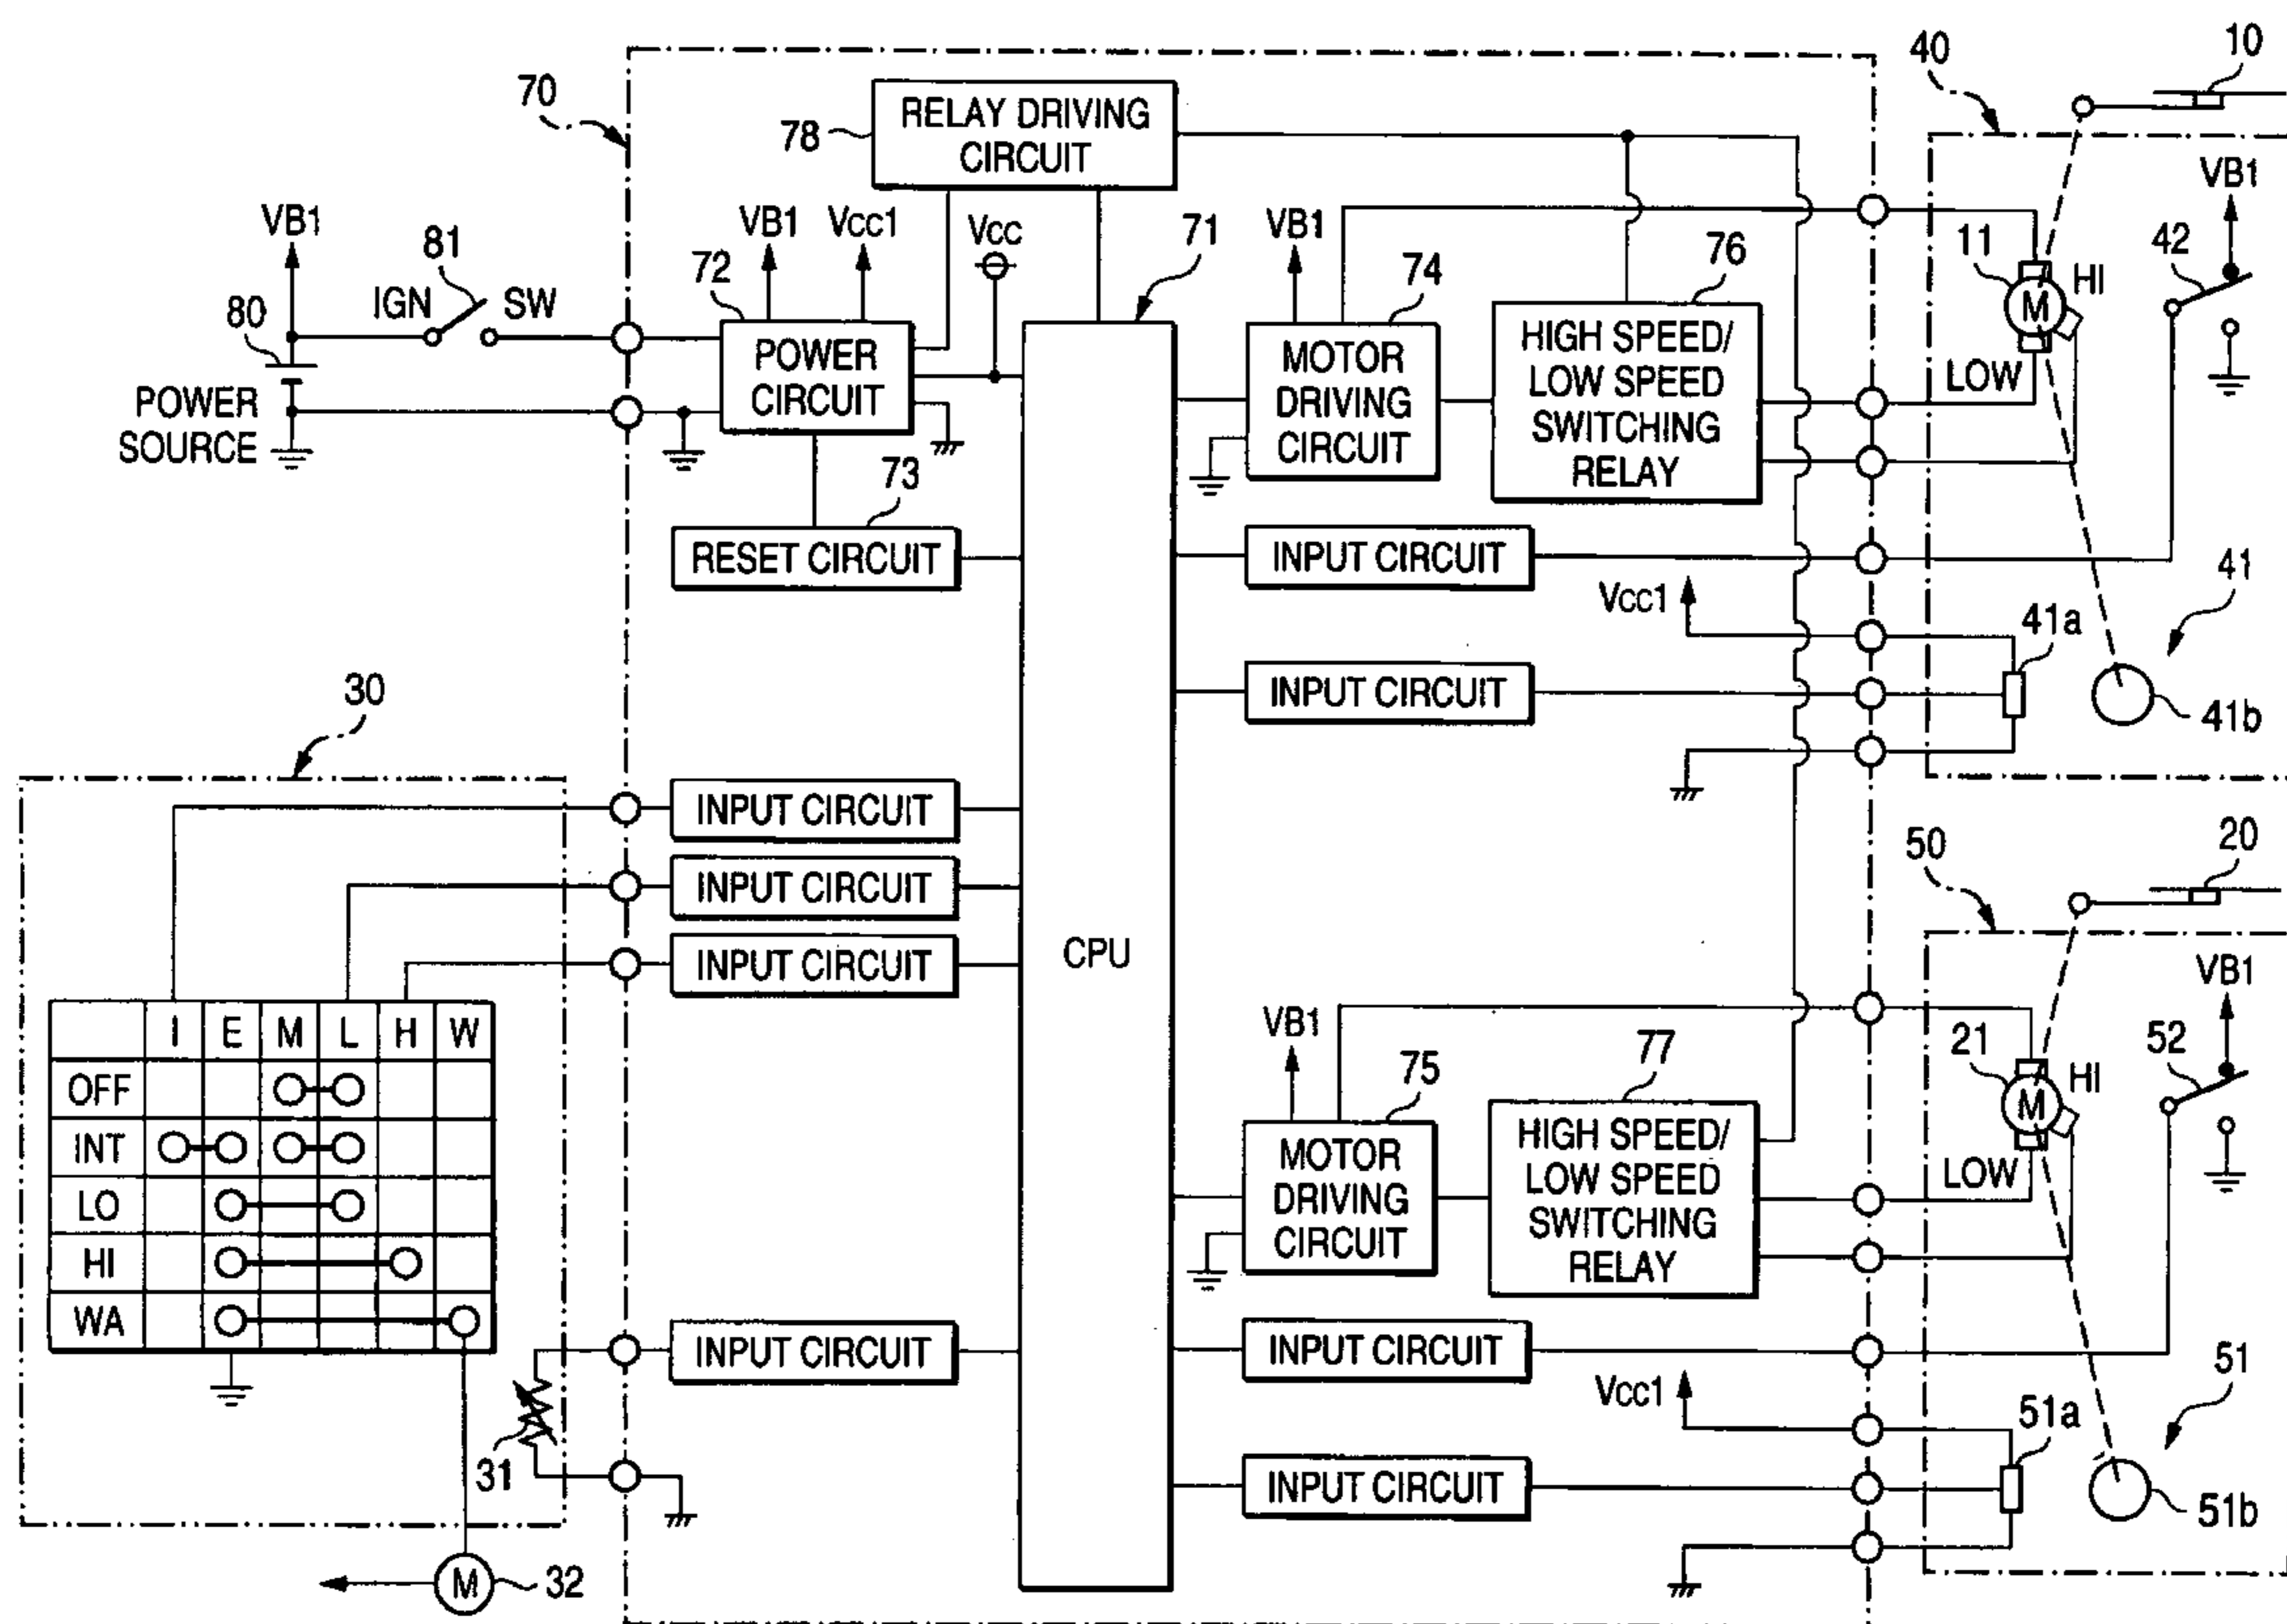 40
10
70
78
RELAY DRIVING
CIRCUIT
VB1
VB1
81
IGN
SW
80
POWER
SOURCE
VB1
Vcc1
Vcc
72
POWER
CIRCUIT
71
73
RESET CIRCUIT
VB1
74
MOTOR
DRIVING
CIRCUIT
76
HIGH SPEED/
LOW SPEED
SWITCHING
RELAY
11
M
HI
LOW
42
INPUT CIRCUIT
Vcc1
41
41a
INPUT CIRCUIT
41b
30
INPUT CIRCUIT
INPUT CIRCUIT
INPUT CIRCUIT
CPU
50
20
VB1
I E M L H W
OFF
INT
LO
HI
WA
INPUT CIRCUIT
31
M
32
VB1
75
MOTOR
DRIVING
CIRCUIT
77
HIGH SPEED/
LOW SPEED
SWITCHING
RELAY
21
M
HI
LOW
52
INPUT CIRCUIT
Vcc1
51
51a
INPUT CIRCUIT
51b